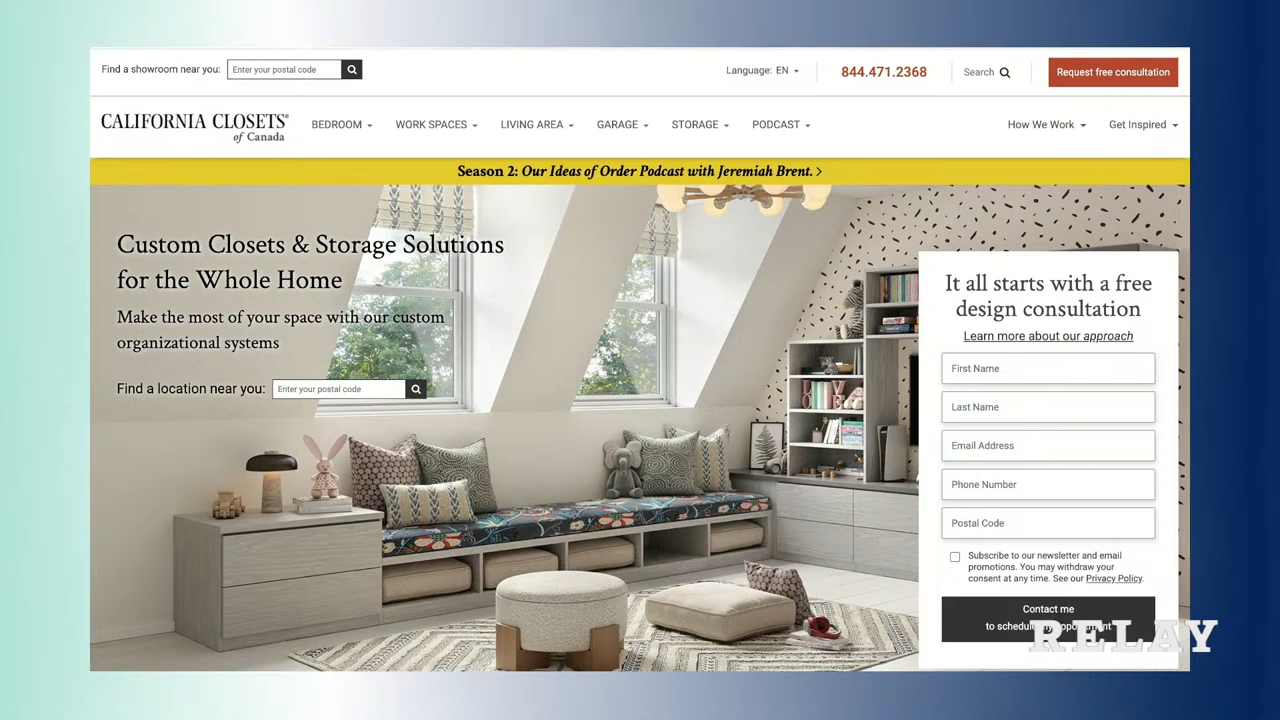 Find a showroom near you: Enter your postal code
Language: EN
844.471.2368
Search
Request free consultation
CALIFORNIA CLOSETS®
of Canada
BEDROOM WORK SPACES LIVING AREA GARAGE STORAGE PODCAST How We Work Get Inspired
Season 2: Our Ideas of Order Podcast with Jeremiah Brent. >
Custom Closets & Storage Solutions
for the Whole Home
Make the most of your space with our custom
organizational systems
Find a location near you: Enter your postal code
It all starts with a free
design consultation
Learn more about our approach
First Name
Last Name
Email Address
Phone Number
Postal Code
Subscribe to our newsletter and email
promotions. You may withdraw your
consent at any time. See our Privacy Policy.
Contact me
to schedule my appointment
RELAY